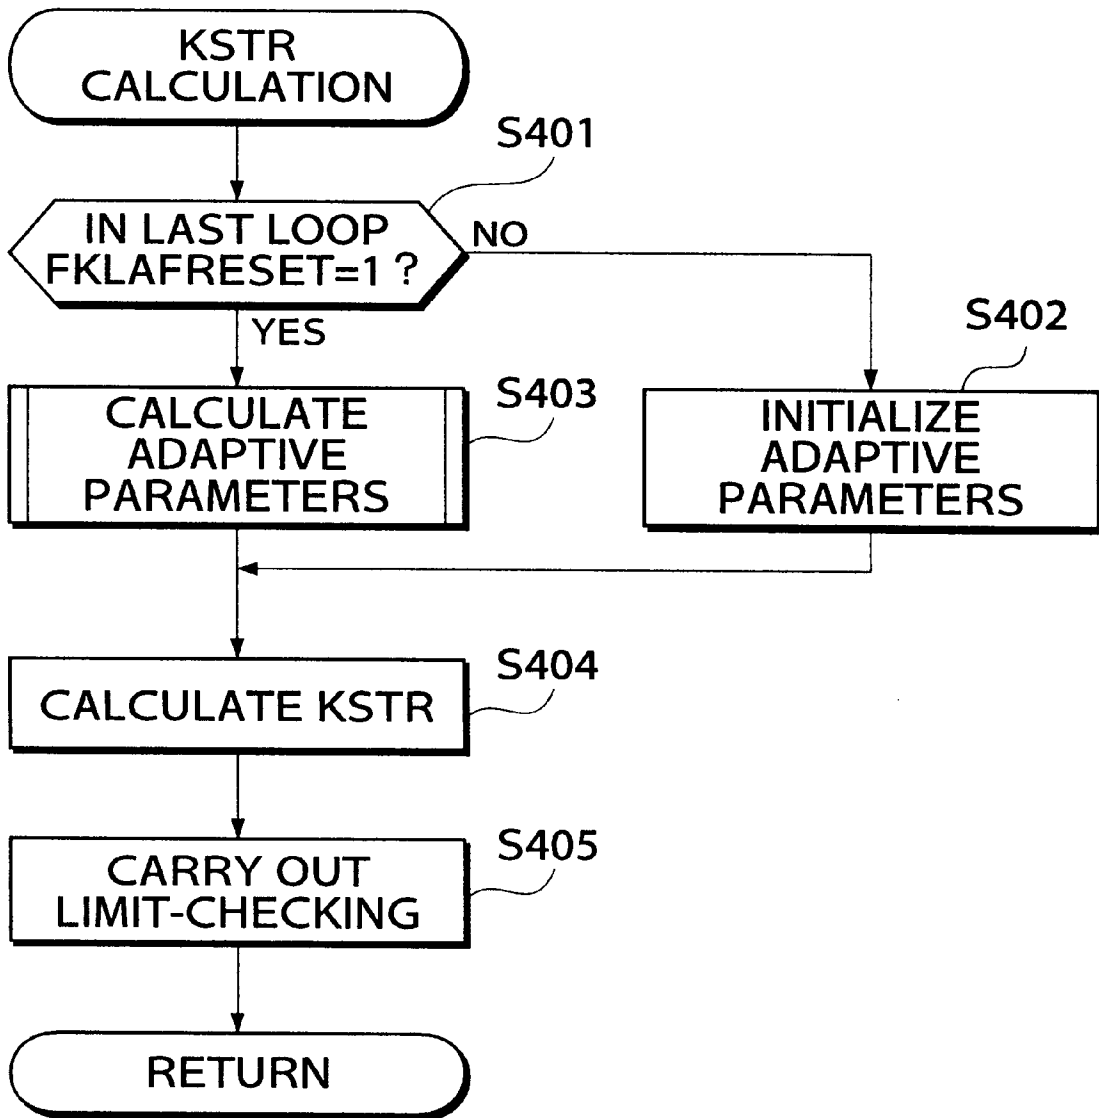 KSTR
CALCULATION
S401
IN LAST LOOP
FKLAFRESET=1 ?
NO
YES
S402
S403
CALCULATE
ADAPTIVE
PARAMETERS
INITIALIZE
ADAPTIVE
PARAMETERS
S404
CALCULATE KSTR
S405
CARRY OUT
LIMIT-CHECKING
RETURN